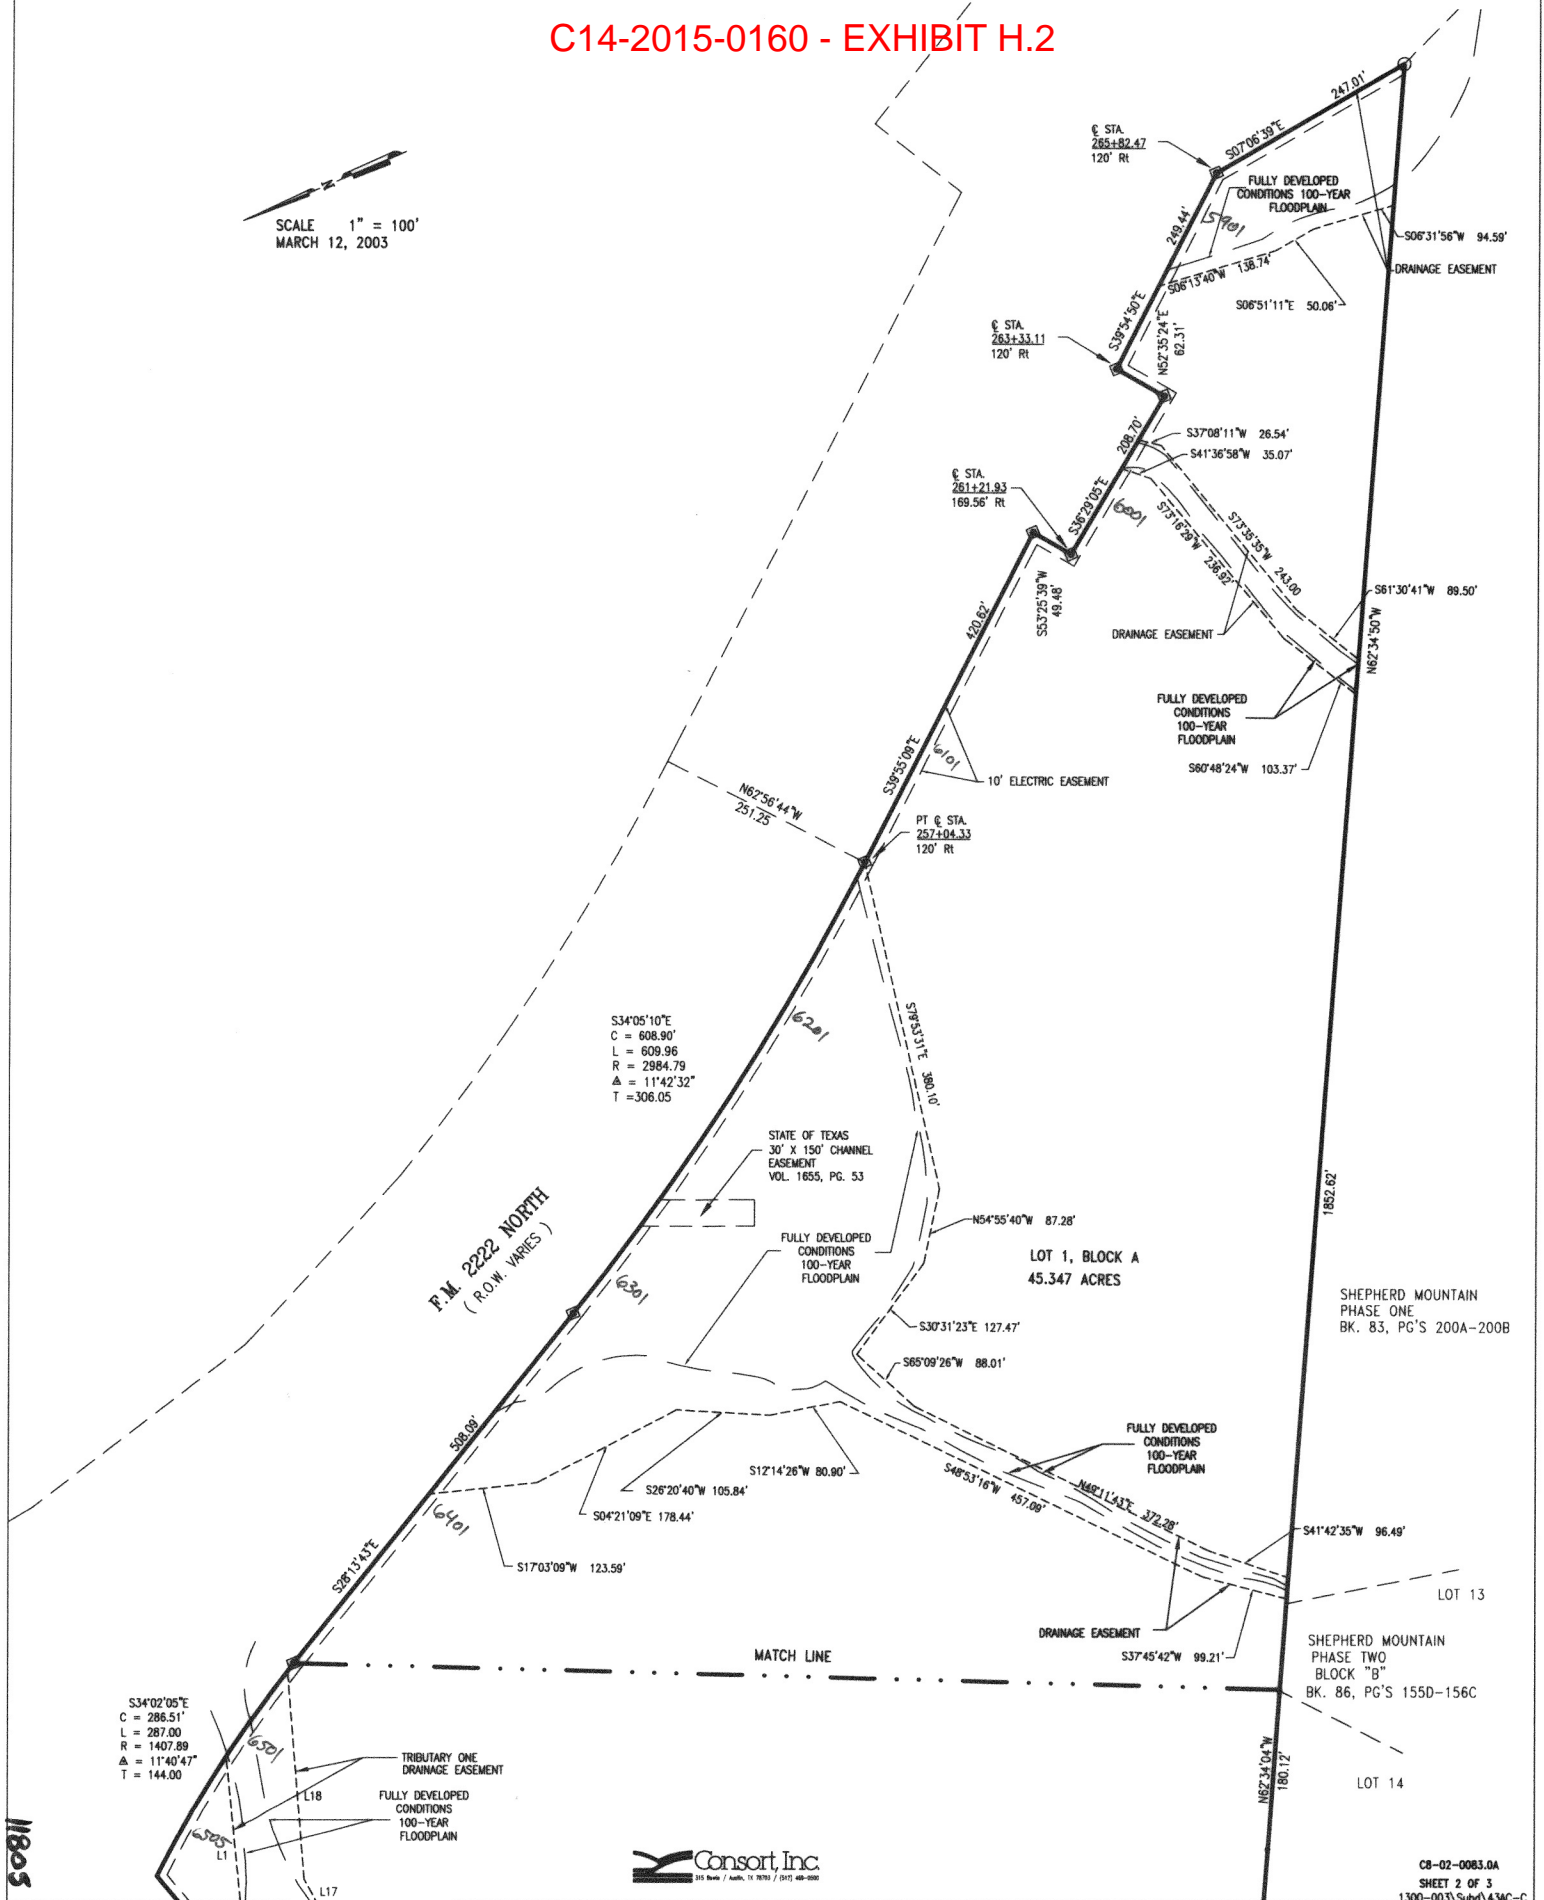 C14-2015-0160 - EXHIBIT H.2
N
SCALE 1" = 100'
MARCH 12, 2003
247.01'
S07°06'39"E
℄ STA.
265+82.47
120' Rt
FULLY DEVELOPED
CONDITIONS 100-YEAR
FLOODPLAIN
5901
249.44'
S39°54'50"E
S06°31'56"W 94.59'
DRAINAGE EASEMENT
S06°13'40"W 138.74'
S06°51'11"E 50.06'
℄ STA.
263+33.11
120' Rt
N52°35'24"E
62.31'
208.70'
S37°08'11"W 26.54'
S41°36'58"W 35.07'
℄ STA.
261+21.93
169.56' Rt
S36°29'05"E
6001
S73°16'29"W 236.92'
S73°35'35"W 243.00
S61°30'41"W 89.50'
S53°25'39"W
49.48'
DRAINAGE EASEMENT
N62°34'50"W
420.62'
S39°55'09"E
FULLY DEVELOPED
CONDITIONS
100-YEAR
FLOODPLAIN
S60°48'24"W 103.37'
6101
10' ELECTRIC EASEMENT
N62°56'44"W
251.25
PT ℄ STA.
257+04.33
120' Rt
S34°05'10"E
C = 608.90'
L = 609.96
R = 2984.79
Δ = 11°42'32"
T =306.05
6201
S79°53'31"E 380.10'
STATE OF TEXAS
30' X 150' CHANNEL
EASEMENT
VOL. 1655, PG. 53
1852.62'
F.M. 2222 NORTH
( R.O.W. VARIES )
N54°55'40"W 87.28'
FULLY DEVELOPED
CONDITIONS
100-YEAR
FLOODPLAIN
LOT 1, BLOCK A
45.347 ACRES
6301
SHEPHERD MOUNTAIN
PHASE ONE
BK. 83, PG'S 200A-200B
S30°31'23"E 127.47'
S65°09'26"W 88.01'
508.09'
S28°13'43"E
FULLY DEVELOPED
CONDITIONS
100-YEAR
FLOODPLAIN
S12°14'26"W 80.90'
S26°20'40"W 105.84'
S04°21'09"E 178.44'
S48°53'16"W 457.09'
N49°11'43"E 372.28'
6401
S41°42'35"W 96.49'
S17°03'09"W 123.59'
LOT 13
DRAINAGE EASEMENT
S37°45'42"W 99.21'
MATCH LINE
SHEPHERD MOUNTAIN
PHASE TWO
BLOCK "B"
BK. 86, PG'S 155D-156C
S34°02'05"E
C = 286.51'
L = 287.00
R = 1407.89
Δ = 11°40'47"
T = 144.00
6501
TRIBUTARY ONE
DRAINAGE EASEMENT
L18
N62°34'04"W
180.12'
LOT 14
FULLY DEVELOPED
CONDITIONS
100-YEAR
FLOODPLAIN
6505
L1
L17
11805
Consort, Inc.
C8-02-0083.0A
SHEET 2 OF 3
1300-003\Subd\43AC-C